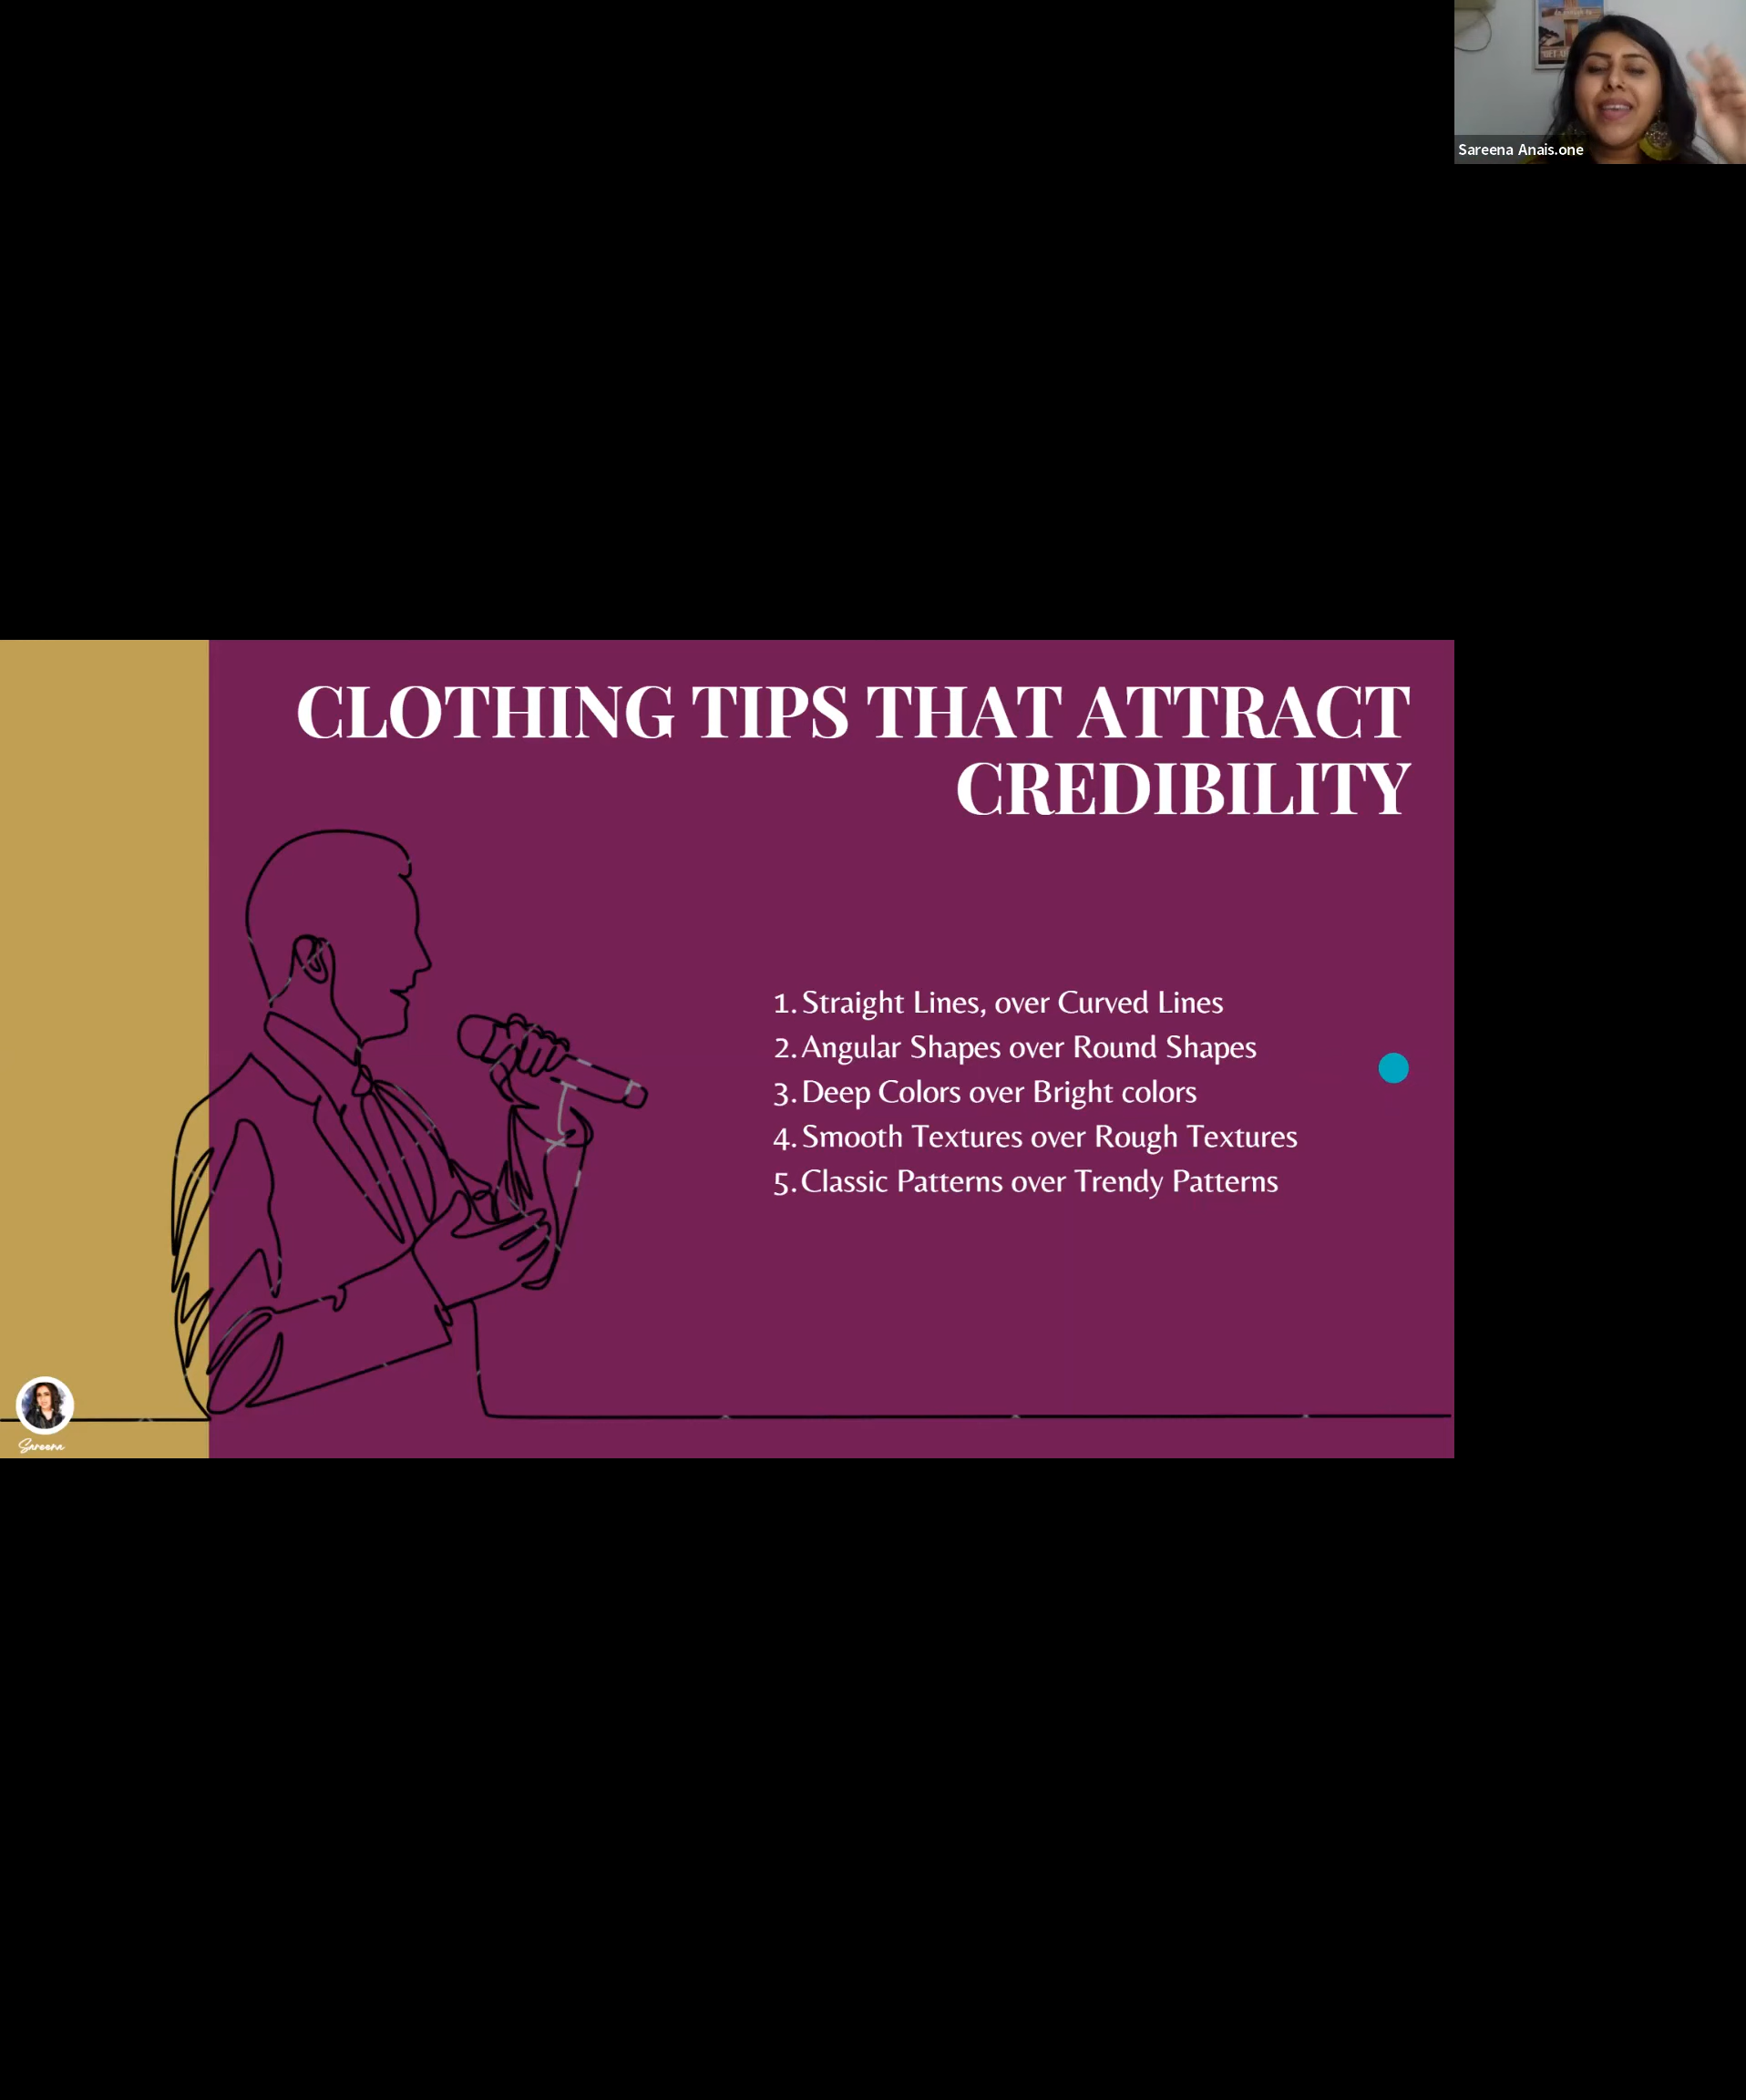 Sareena Anais.one
CLOTHING TIPS THAT ATTRACT
CREDIBILITY
1. Straight Lines, over Curved Lines
2. Angular Shapes over Round Shapes
3. Deep Colors over Bright colors
4. Smooth Textures over Rough Textures
5. Classic Patterns over Trendy Patterns
Sareena